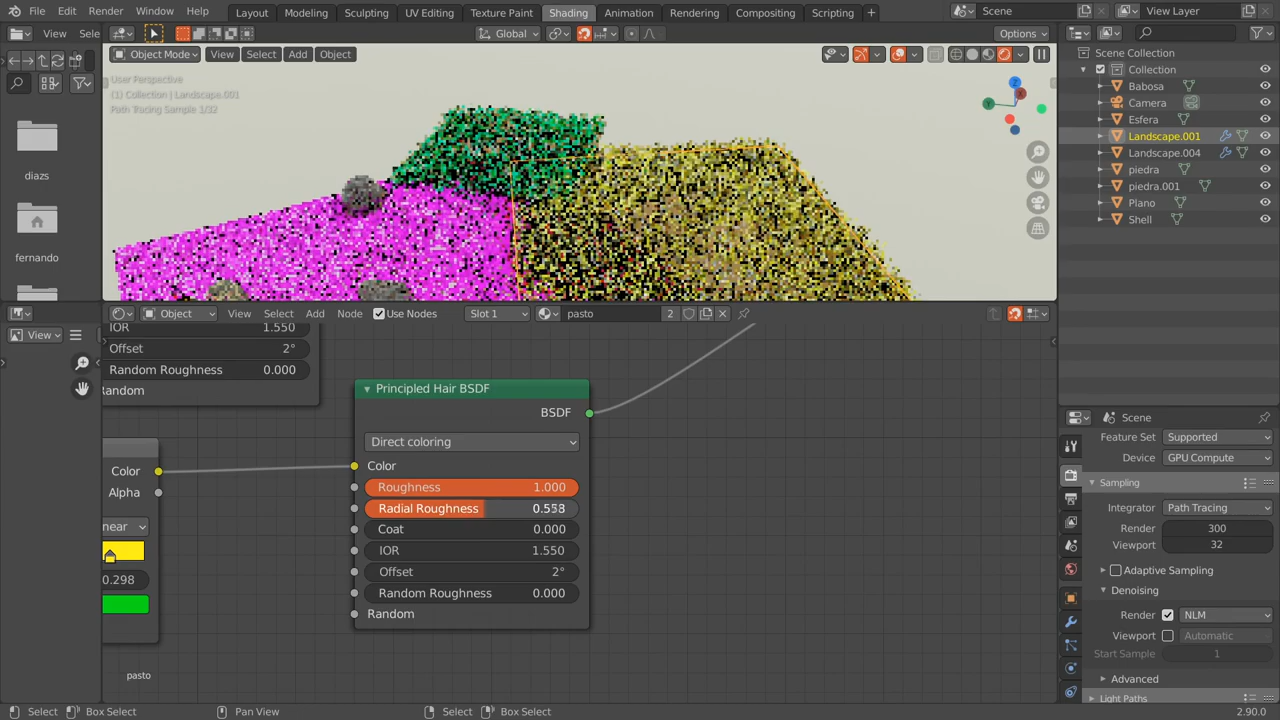 File Edit Render Window Help Layout Modeling Sculpting UV Editing Texture Paint Shading Animation Rendering Compositing Scripting + Scene View Layer
View Sele Global Options
Object Mode View Select Add Object
User Perspective
(1) Collection | Landscape.001
Path Tracing Sample 1/32
Z
Y
X
diazs
fernando
Scene Collection
Collection
Babosa
Camera
Esfera
Landscape.001
Landscape.004
piedra
piedra.001
Plano
Shell
Object View Select Add Node Use Nodes Slot 1 pasto 2
View
IOR 1.550
Offset 2°
Random Roughness 0.000
Random
Principled Hair BSDF
BSDF
Direct coloring
Color
Roughness 1.000
Radial Roughness 0.558
Coat 0.000
IOR 1.550
Offset 2°
Random Roughness 0.000
Random
Color
Alpha
near
0.298
pasto
Scene
Feature Set Supported
Device GPU Compute
Sampling
Integrator Path Tracing
Render 300
Viewport 32
Adaptive Sampling
Denoising
Render NLM
Viewport Automatic
Start Sample 1
Advanced
Light Paths
Select Box Select Pan View Select Box Select 2.90.0